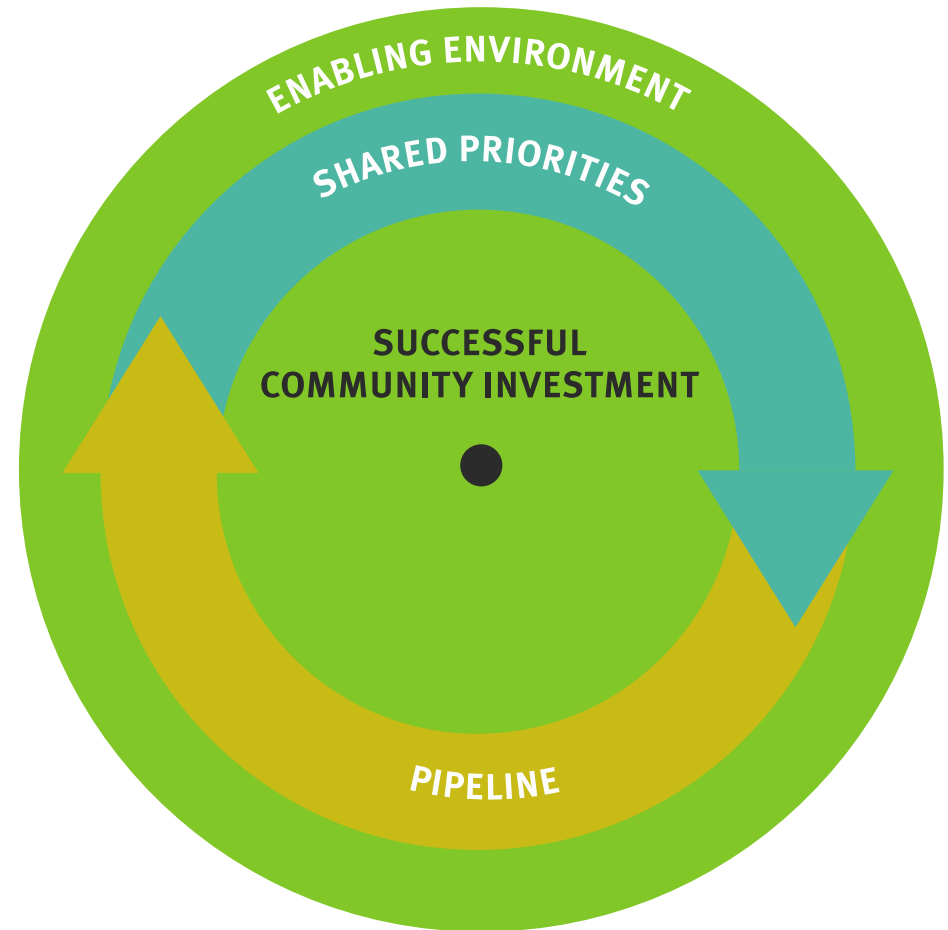 ENABLING ENVIRONMENT
SHARED PRIORITIES
SUCCESSFUL
COMMUNITY INVESTMENT
PIPELINE